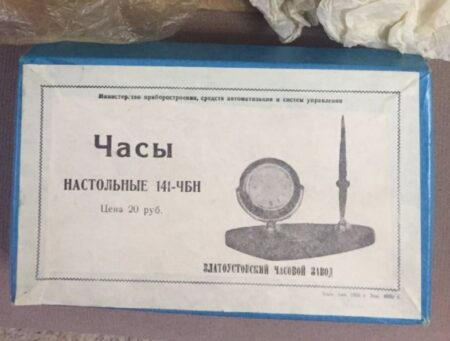 Министерство приборостроения, средств автоматизации и систем управления
Часы
НАСТОЛЬНЫЕ 141-ЧБН
Цена 20 руб.
ЗЛАТОУСТОВСКИЙ ЧАСОВОЙ ЗАВОД